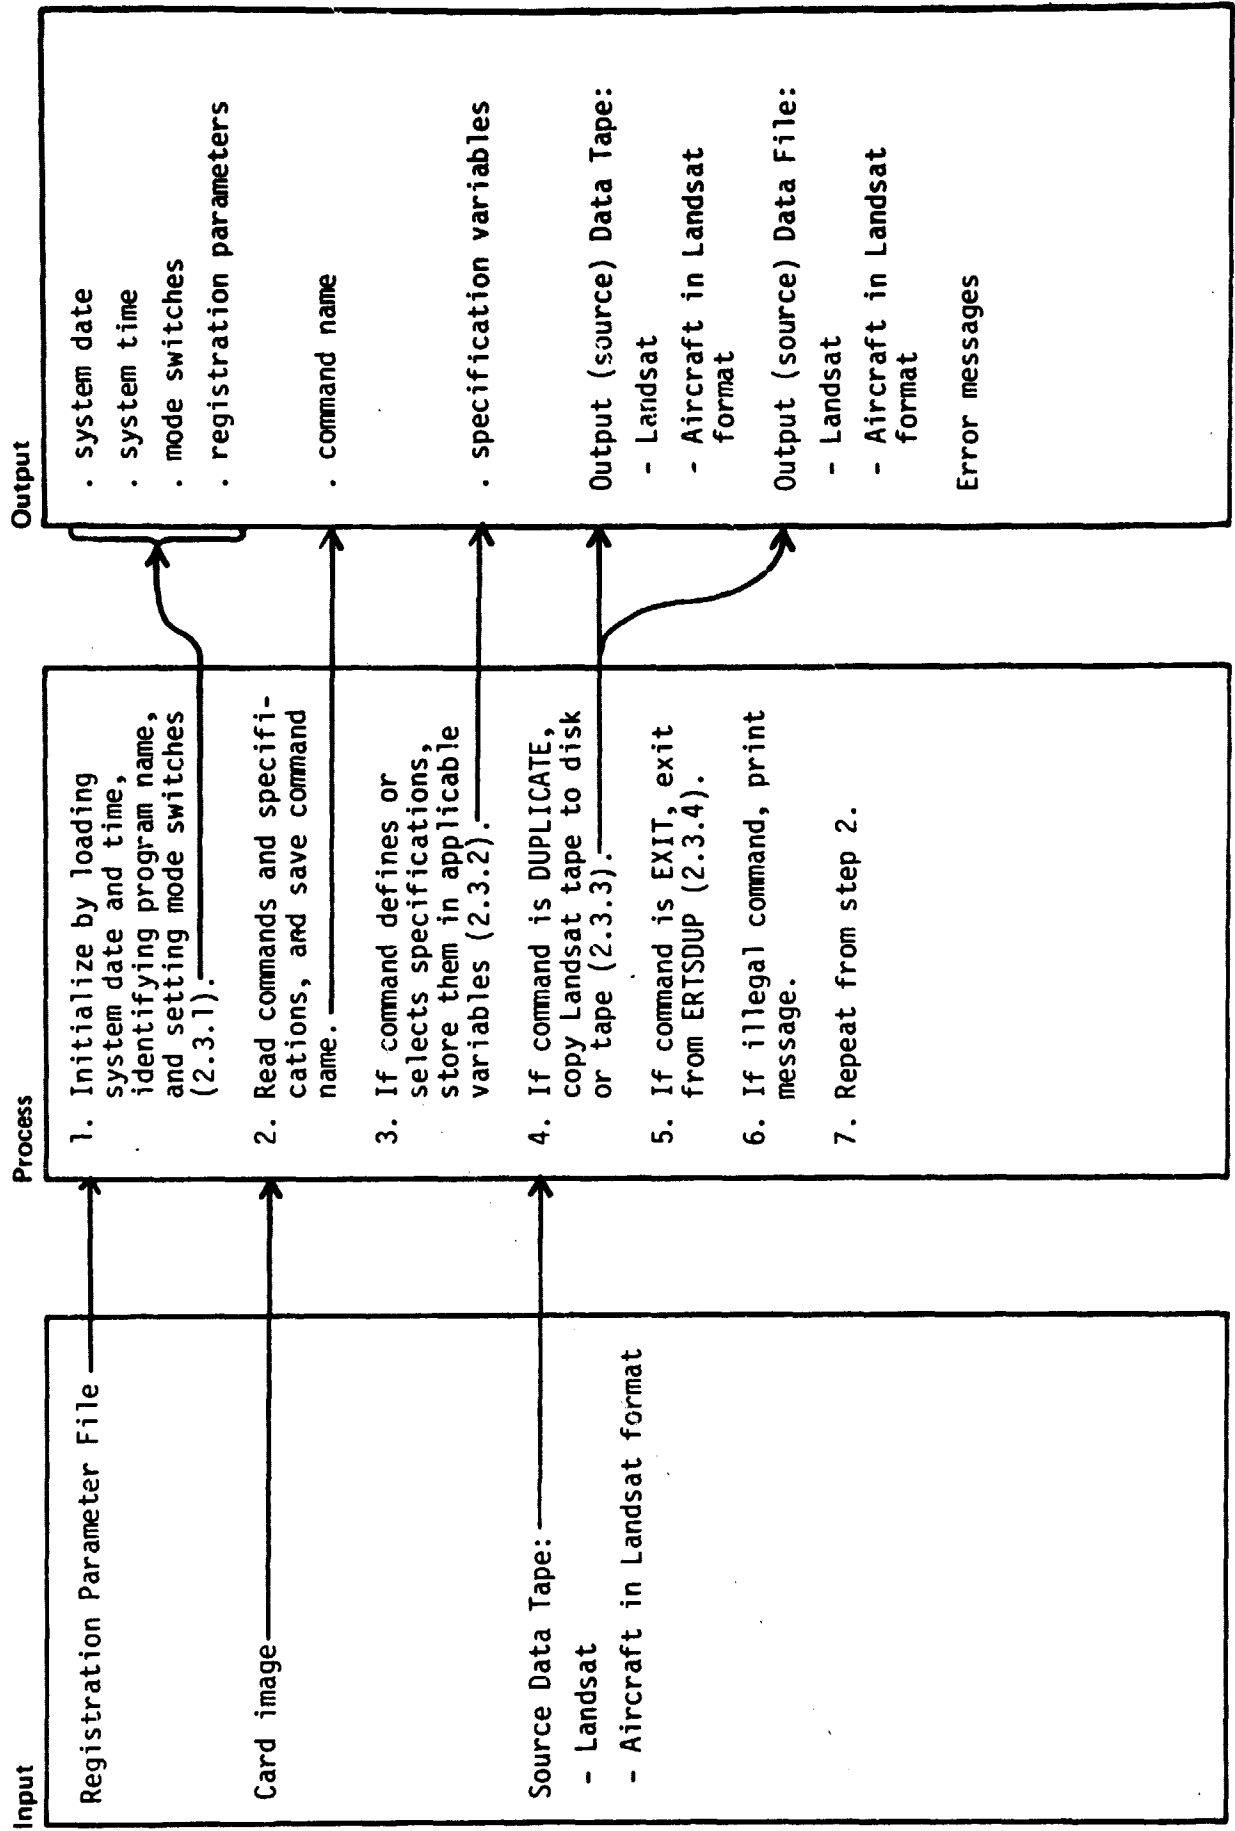 Input
Registration Parameter File
Card image
Source Data Tape:
- Landsat
- Aircraft in Landsat format
Process
1. Initialize by loading
system date and time,
identifying program name,
and setting mode switches
(2.3.1).
2. Read commands and specifi-
cations, and save command
name.
3. If command defines or
selects specifications,
store them in applicable
variables (2.3.2).
4. If command is DUPLICATE,
copy Landsat tape to disk
or tape (2.3.3).
5. If command is EXIT, exit
from ERTSDUP (2.3.4).
6. If illegal command, print
message.
7. Repeat from step 2.
Output
. system date
. system time
. mode switches
. registration parameters
. command name
. specification variables
Output (source) Data Tape:
- Landsat
- Aircraft in Landsat
format
Output (source) Data File:
- Landsat
- Aircraft in Landsat
format
Error messages